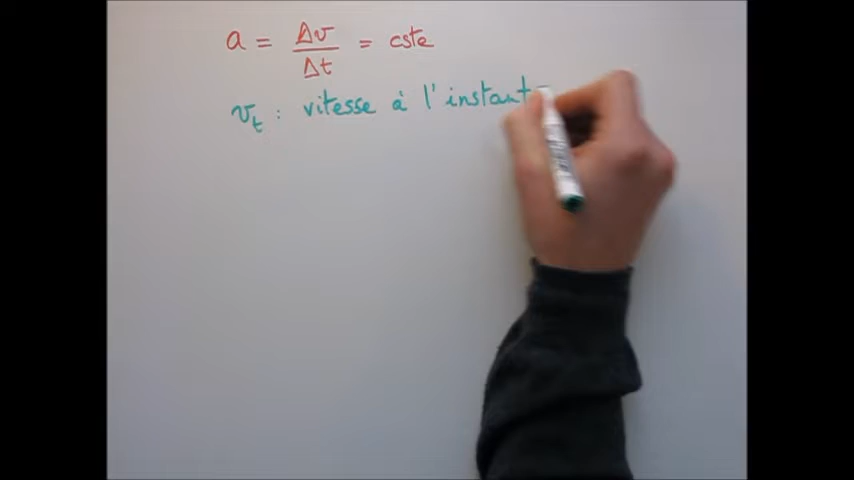 a = Δv/Δt = cste
v_t : vitesse à l'instant